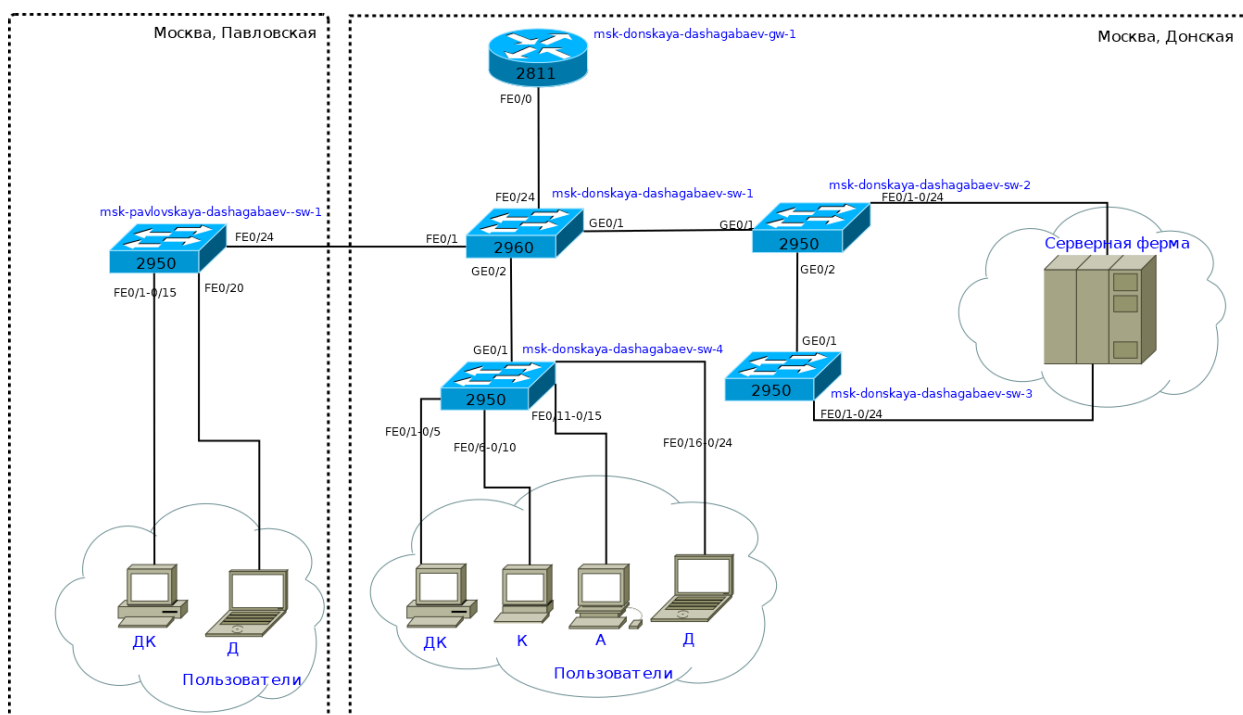 Москва, Павловская
msk-donskaya-dashagabaev-gw-1
Москва, Донская
2811
FE0/0
msk-donskaya-dashagabaev-sw-2
FE0/24
msk-donskaya-dashagabaev-sw-1
FE0/1-0/24
msk-pavlovskaya-dashagabaev--sw-1
GE0/1
GE0/1
FE0/24
FE0/1
2960
2950
Серверная ферма
2950
GE0/2
GE0/2
FE0/1-0/15
FE0/20
GE0/1
msk-donskaya-dashagabaev-sw-4
GE0/1
2950
2950
msk-donskaya-dashagabaev-sw-3
FE0/11-0/15
FE0/1-0/24
FE0/1-0/5
FE0/6-0/10
FE0/16-0/24
ДК
Д
ДК
К
А
Д
Пользователи
Пользователи